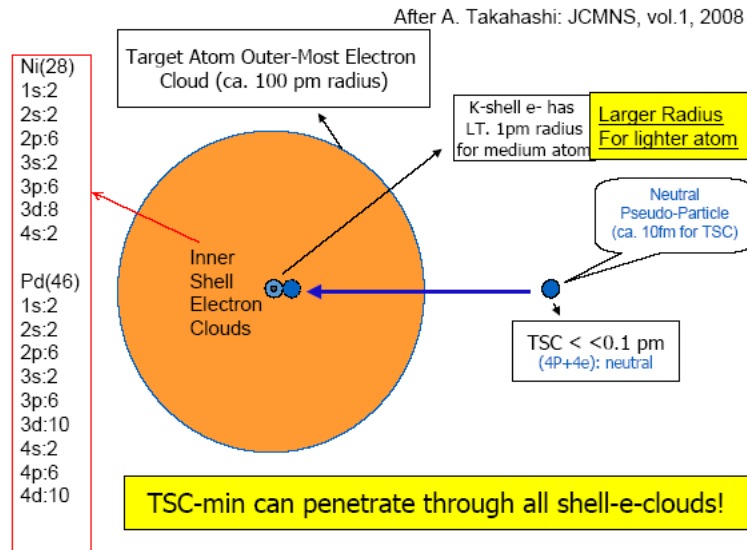 After A. Takahashi: JCMNS, vol.1, 2008
Ni(28)
1s:2
2s:2
2p:6
3s:2
3p:6
3d:8
4s:2
Pd(46)
1s:2
2s:2
2p:6
3s:2
3p:6
3d:10
4s:2
4p:6
4d:10
Target Atom Outer-Most Electron
Cloud (ca. 100 pm radius)
K-shell e- has
LT. 1pm radius
for medium atom
Larger Radius
For lighter atom
Neutral
Pseudo-Particle
(ca. 10fm for TSC)
Inner
Shell
Electron
Clouds
TSC < <0.1 pm
(4P+4e): neutral
TSC-min can penetrate through all shell-e-clouds!